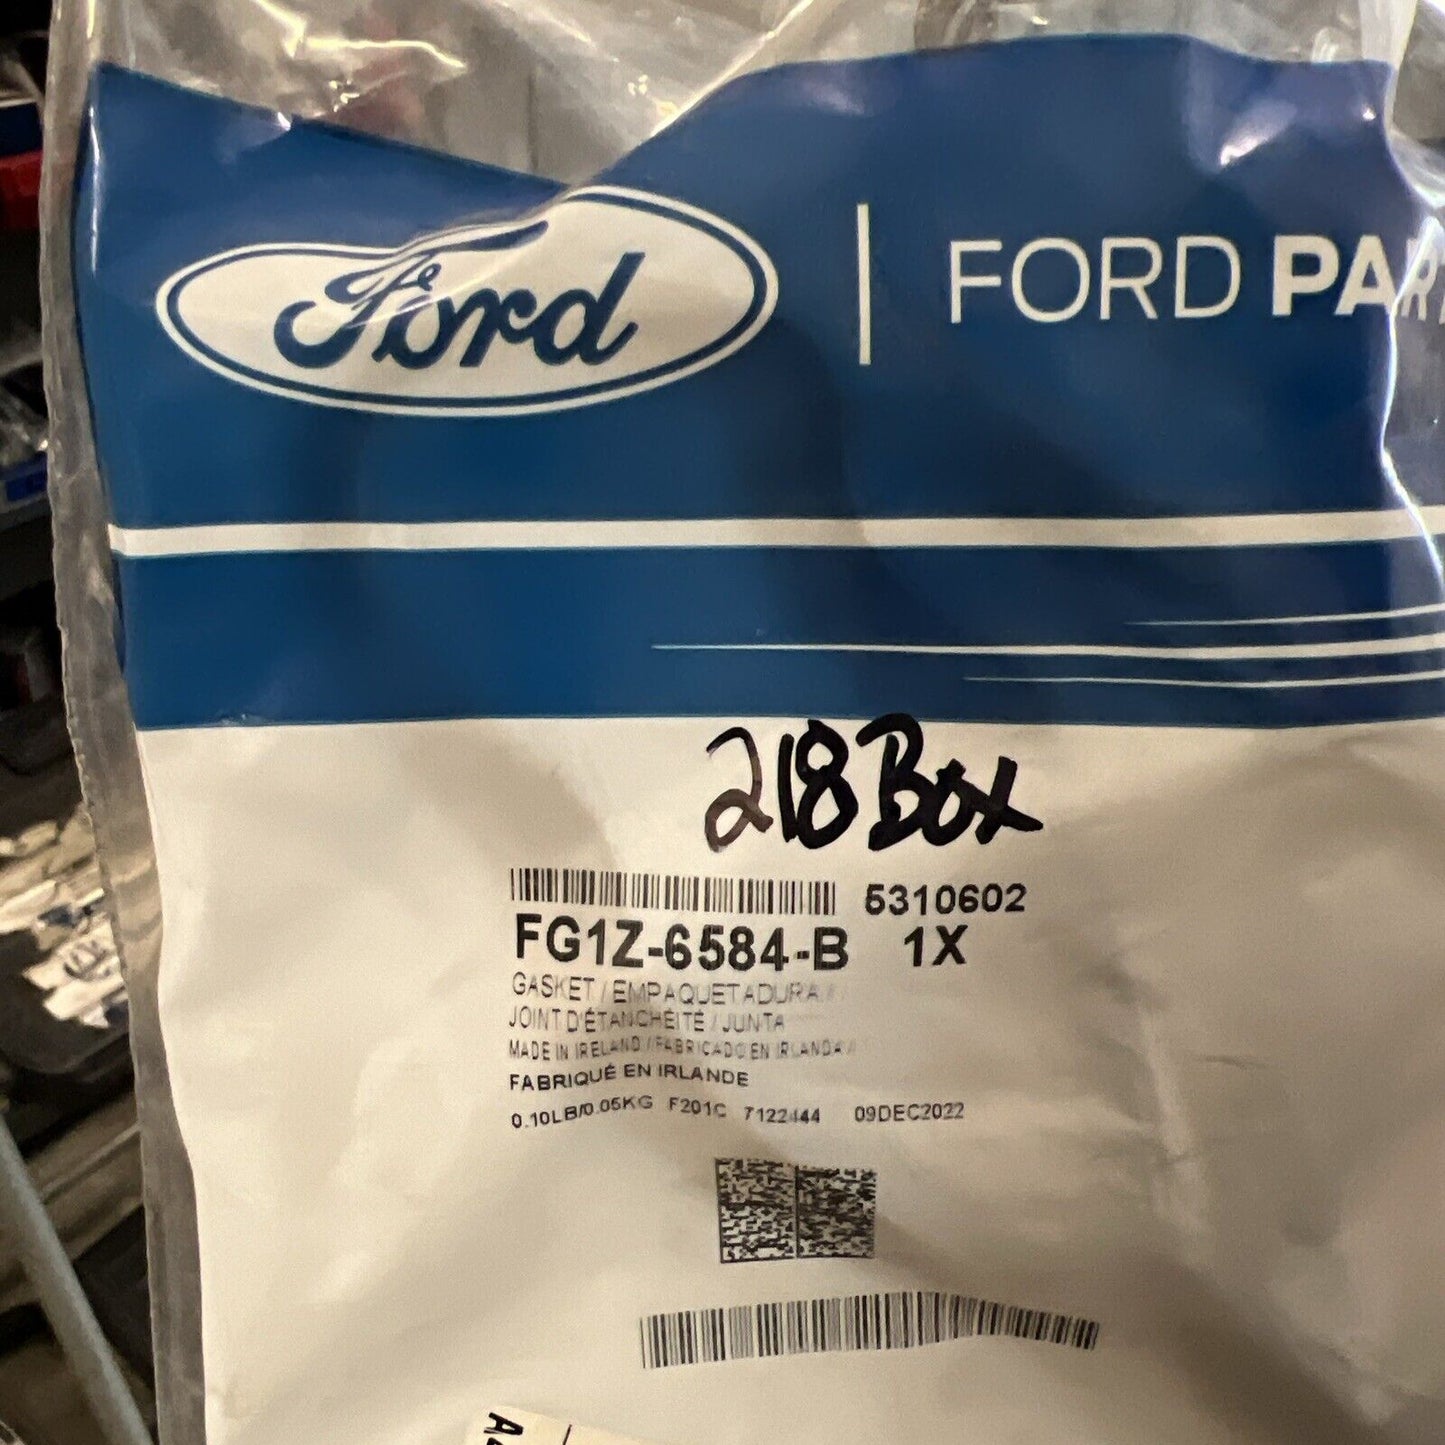 Ford | FORD PART
218 Box
5310602
FG1Z-6584-B 1X
GASKET / EMPAQUETADURA /
JOINT D'ÉTANCHÉITÉ / JUNTA
MADE IN IRELAND / FABRICADO EN IRLANDA /
FABRIQUÉ EN IRLANDE
0.10LB/0.05KG F201C 7122444 09DEC2022